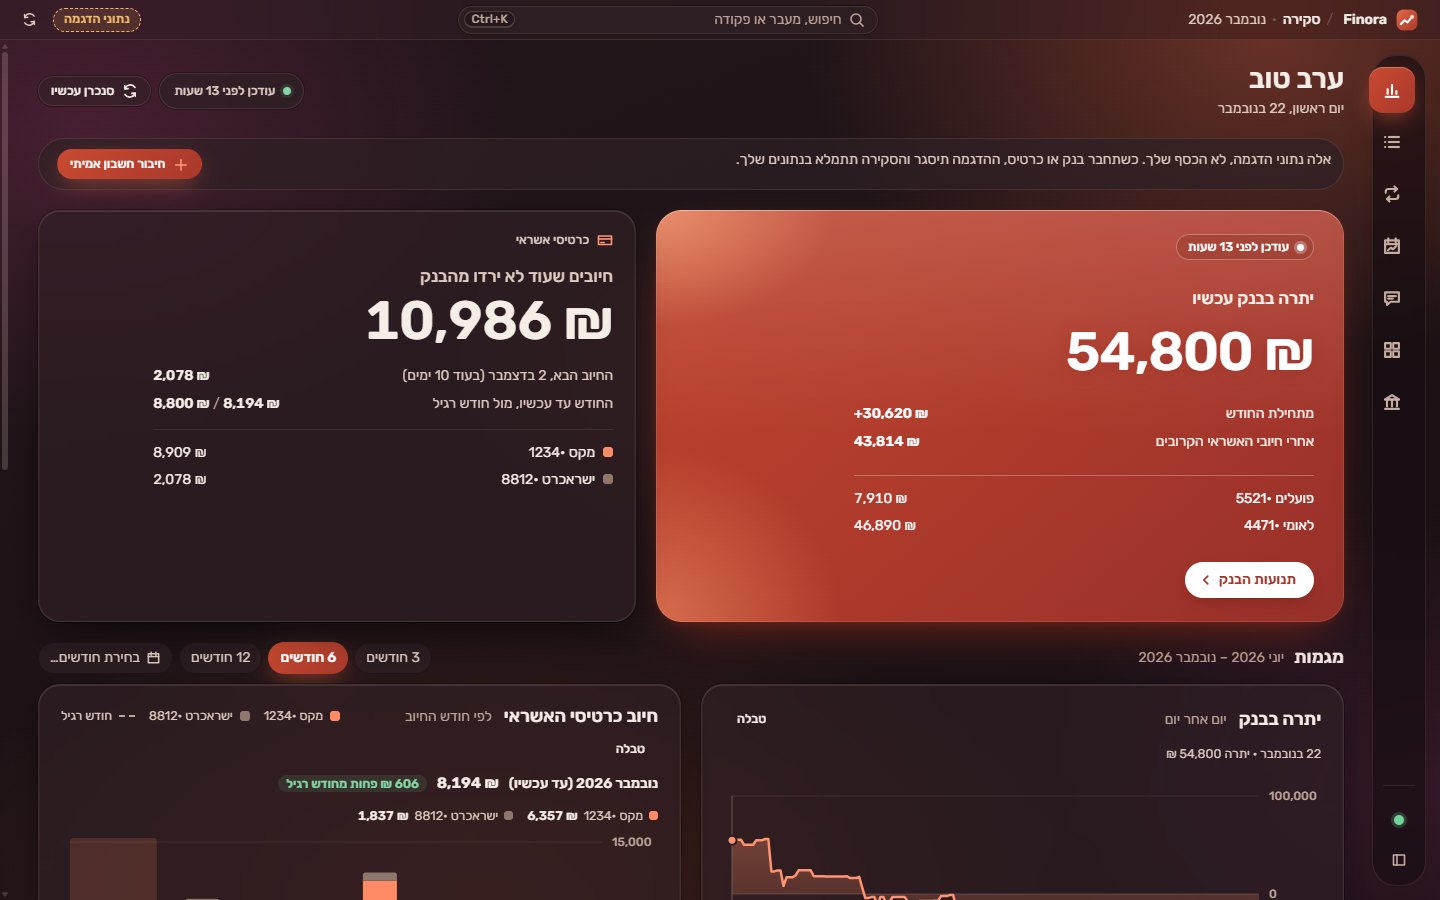 Finora / סקירה · נובמבר 2026
חיפוש, מעבר או פקודה Ctrl+K
נתוני הדגמה
ערב טוב
יום ראשון, 22 בנובמבר
עודכן לפני 13 שעות
סנכרן עכשיו
אלה נתוני הדגמה, לא הכסף שלך. כשתחבר בנק או כרטיס, ההדגמה תיסגר והסקירה תתמלא בנתונים שלך.
חיבור חשבון אמיתי
עודכן לפני 13 שעות
יתרה בבנק עכשיו
54,800 ₪
מתחילת החודש +30,620 ₪
אחרי חיובי האשראי הקרובים 43,814 ₪
פועלים •5521 7,910 ₪
לאומי •4471 46,890 ₪
תנועות הבנק
כרטיסי אשראי
חיובים שעוד לא ירדו מהבנק
10,986 ₪
החיוב הבא, 2 בדצמבר (בעוד 10 ימים) 2,078 ₪
החודש עד עכשיו, מול חודש רגיל 8,194 ₪ / 8,800 ₪
מקס •1234 8,909 ₪
ישראכרט •8812 2,078 ₪
מגמות יוני 2026 – נובמבר 2026
3 חודשים
6 חודשים
12 חודשים
בחירת חודשים...
יתרה בבנק יום אחר יום
טבלה
22 בנובמבר • יתרה 54,800 ₪
100,000
0
חיוב כרטיסי האשראי לפי חודש החיוב
מקס •1234 ישראכרט •8812 חודש רגיל
טבלה
נובמבר 2026 (עד עכשיו) 8,194 ₪ 606 ₪ פחות מחודש רגיל
מקס •1234 6,357 ₪ ישראכרט •8812 1,837 ₪
15,000